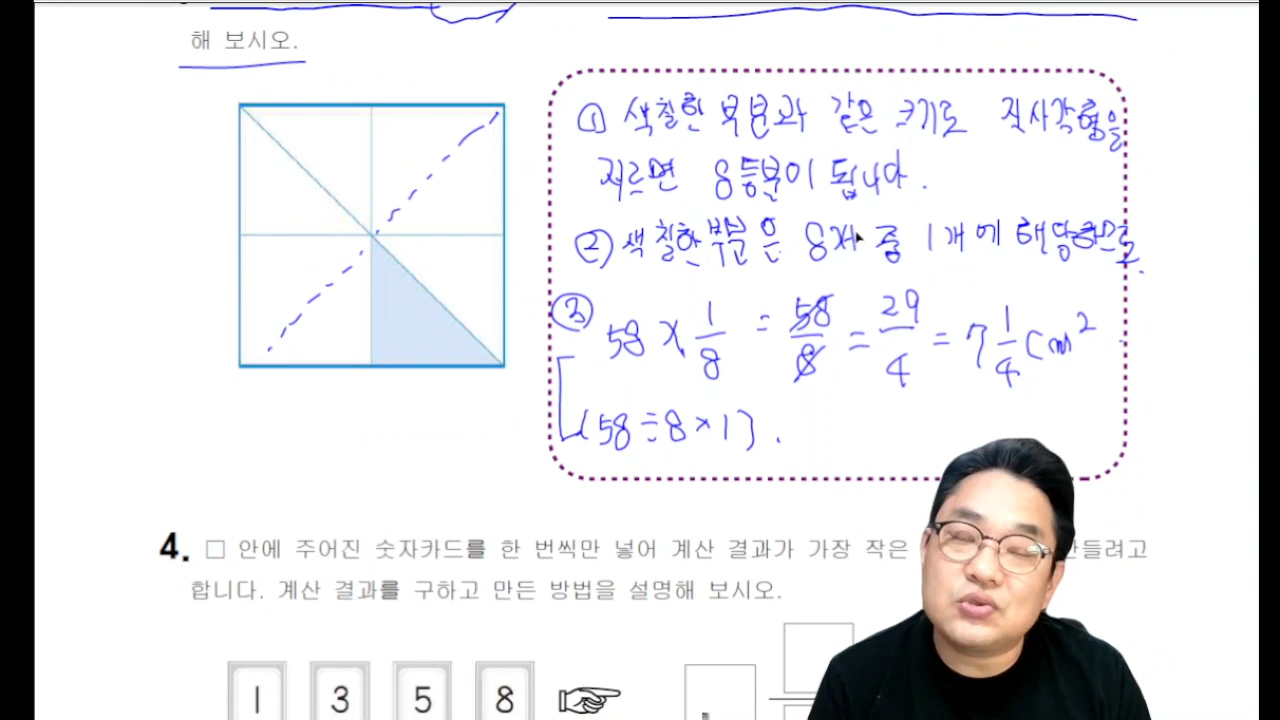 해 보시오.
① 색칠한 부분과 같은 크기로 직사각형을
자르면 8등분이 됩니다.
② 색칠한 부분은 8개 중 1개에 해당하므로
③ 58 × 1/8 = 58/8 = 29/4 = 7 1/4 cm²
(58÷8×1).
4. □ 안에 주어진 숫자카드를 한 번씩만 넣어 계산 결과가 가장 작은 만들려고
합니다. 계산 결과를 구하고 만든 방법을 설명해 보시오.
1 3 5 8